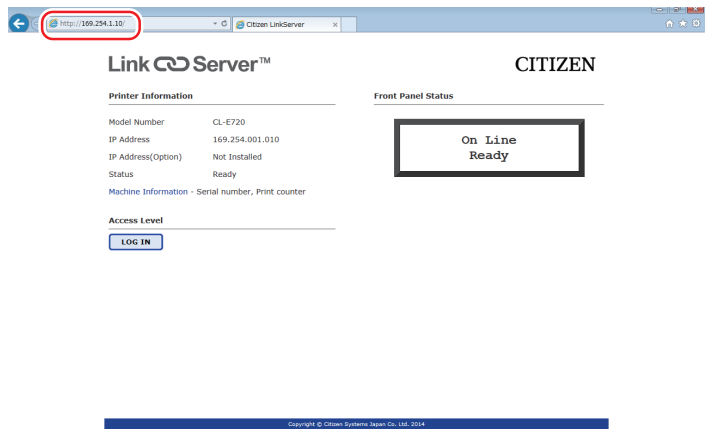 http://169.254.1.10/
Citizen LinkServer
Link Server™
CITIZEN
Printer Information
Model Number CL-E720
IP Address 169.254.001.010
IP Address(Option) Not Installed
Status Ready
Machine Information - Serial number, Print counter
Access Level
LOG IN
Front Panel Status
On Line
Ready
Copyright © Citizen Systems Japan Co. Ltd. 2014